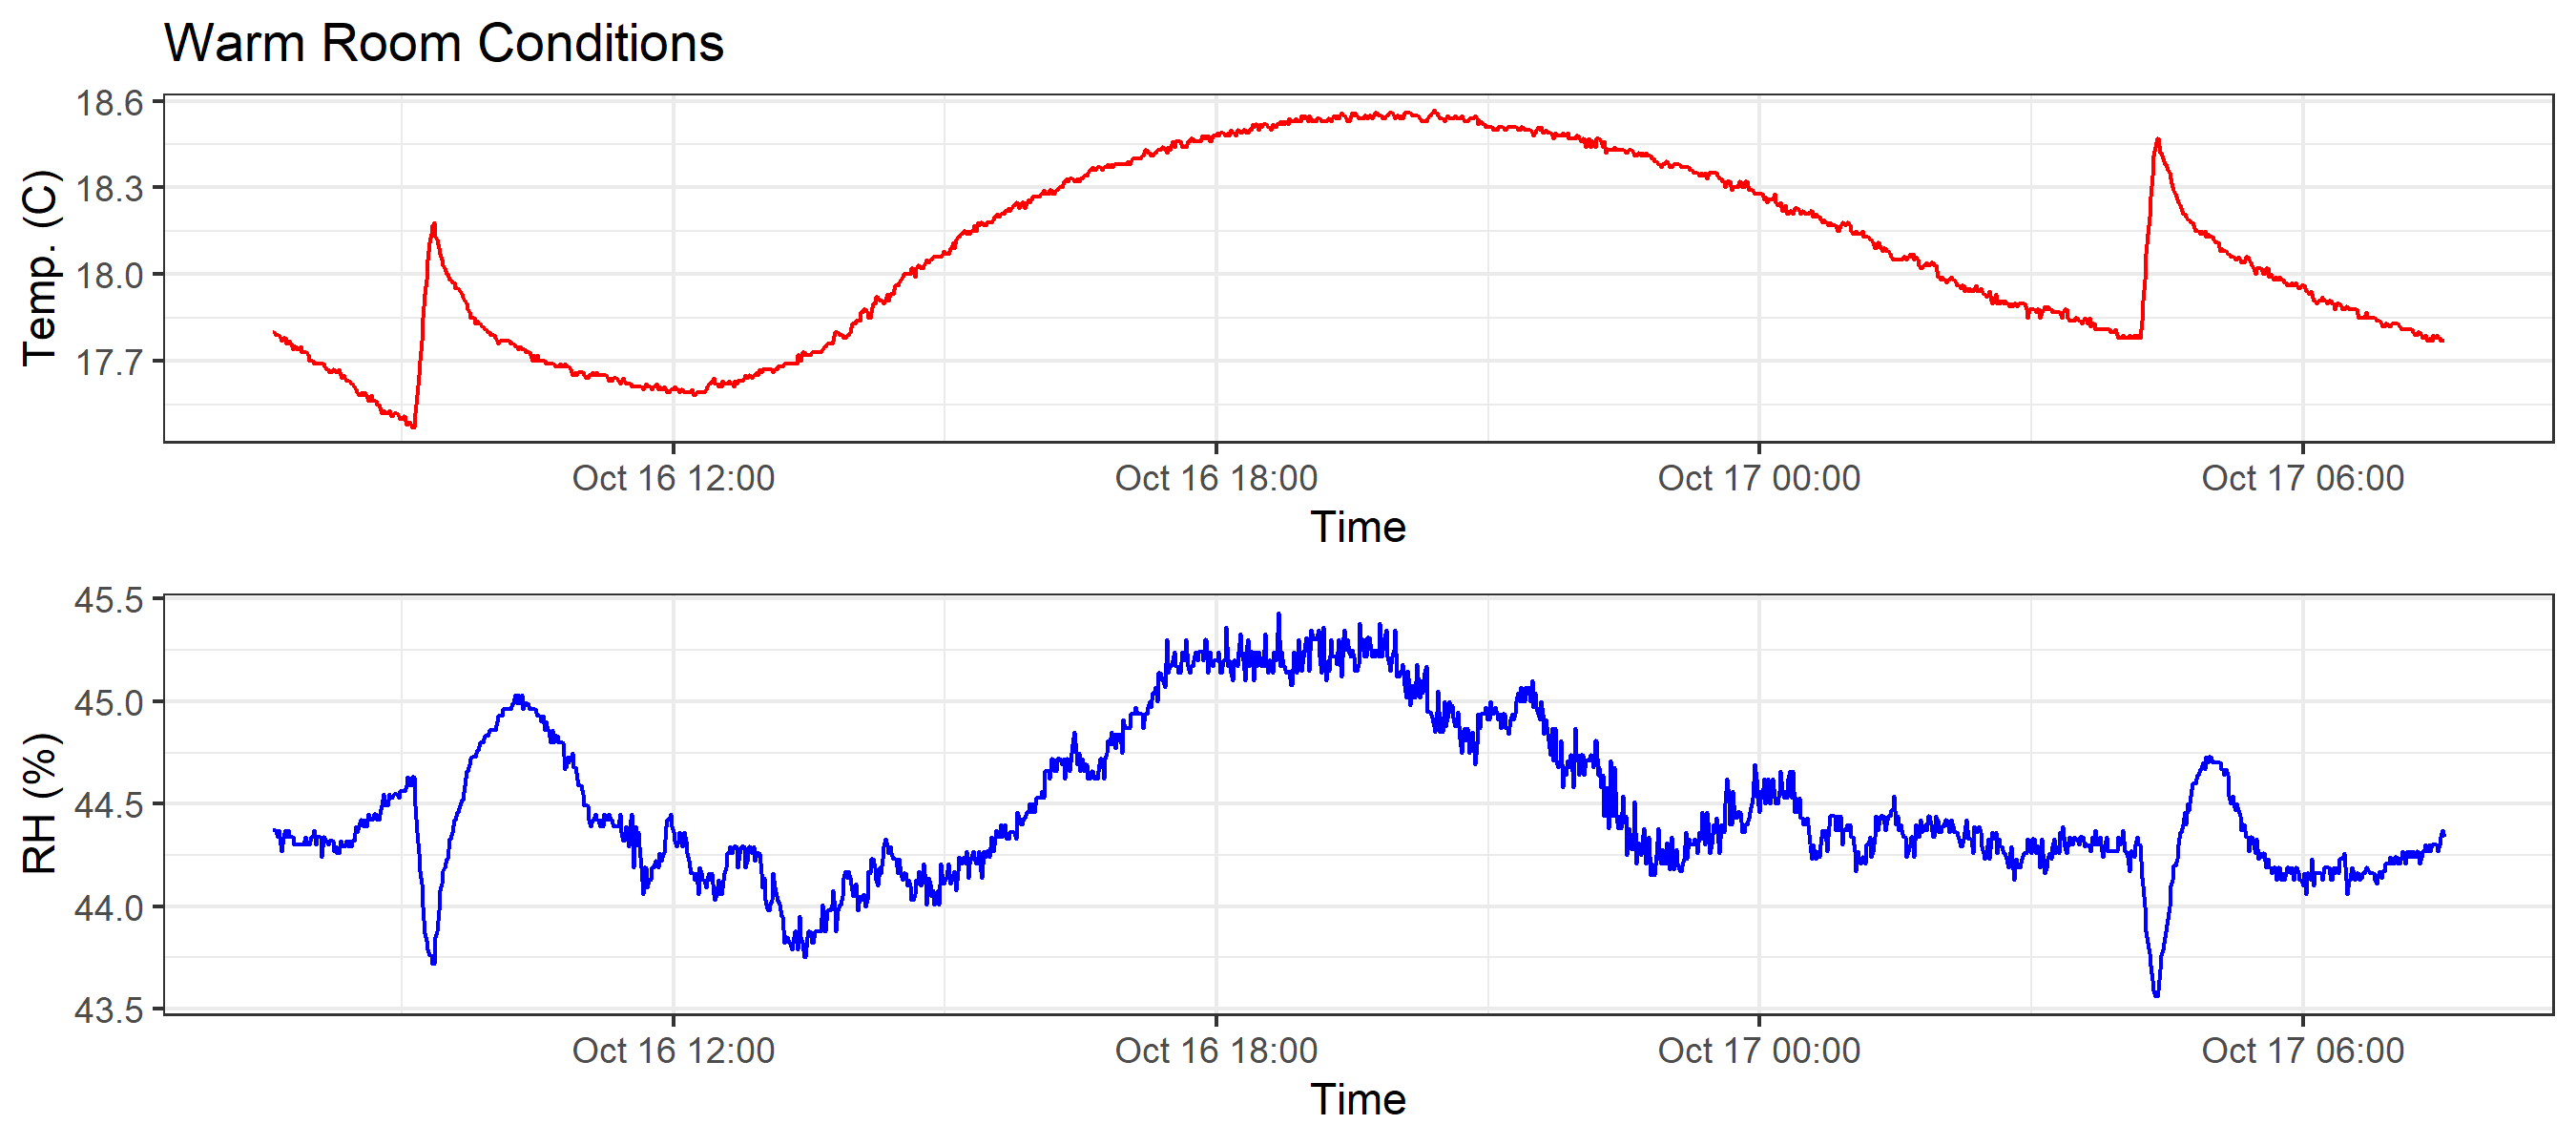 Warm Room Conditions
18.6
18.3
18.0
17.7
Temp. (C)
Oct 16 12:00 Oct 16 18:00 Oct 17 00:00 Oct 17 06:00
Time
45.5
45.0
44.5
44.0
43.5
RH (%)
Oct 16 12:00 Oct 16 18:00 Oct 17 00:00 Oct 17 06:00
Time